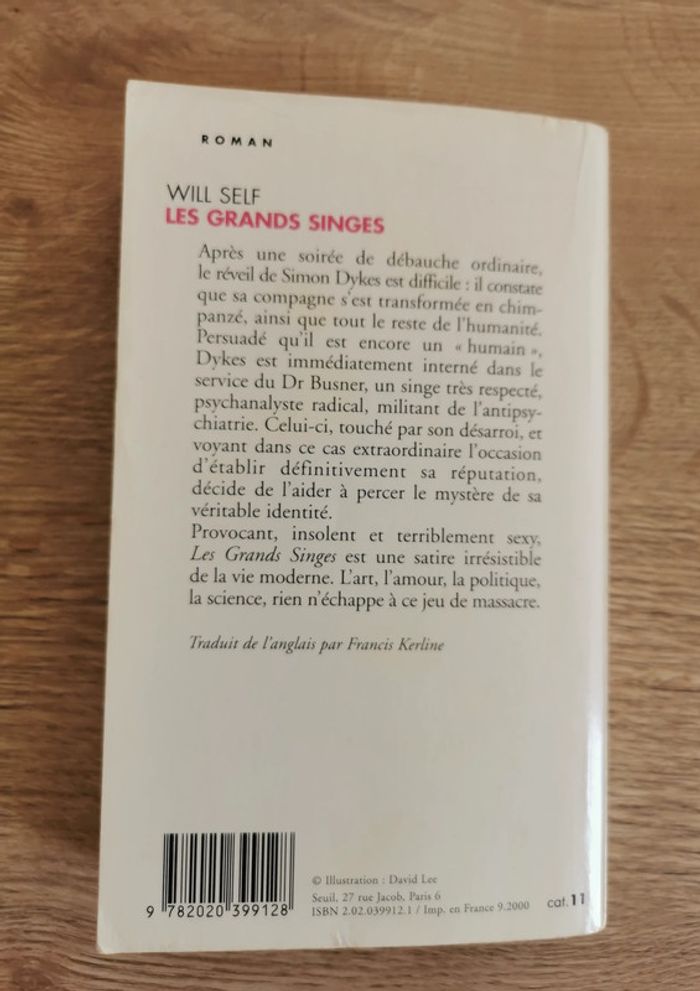 ROMAN
WILL SELF
LES GRANDS SINGES
Après une soirée de débauche ordinaire,
le réveil de Simon Dykes est difficile : il constate
que sa compagne s'est transformée en chim-
panzé, ainsi que tout le reste de l'humanité.
Persuadé qu'il est encore un « humain »,
Dykes est immédiatement interné dans le
service du Dr Busner, un singe très respecté,
psychanalyste radical, militant de l'antipsy-
chiatrie. Celui-ci, touché par son désarroi, et
voyant dans ce cas extraordinaire l'occasion
d'établir définitivement sa réputation,
décide de l'aider à percer le mystère de sa
véritable identité.
Provocant, insolent et terriblement sexy,
Les Grands Singes est une satire irrésistible
de la vie moderne. L'art, l'amour, la politique,
la science, rien n'échappe à ce jeu de massacre.
Traduit de l'anglais par Francis Kerline
© Illustration : David Lee
Seuil, 27 rue Jacob, Paris 6
ISBN 2.02.039912.1 / Imp. en France 9.2000
cat.11
9 782020 399128